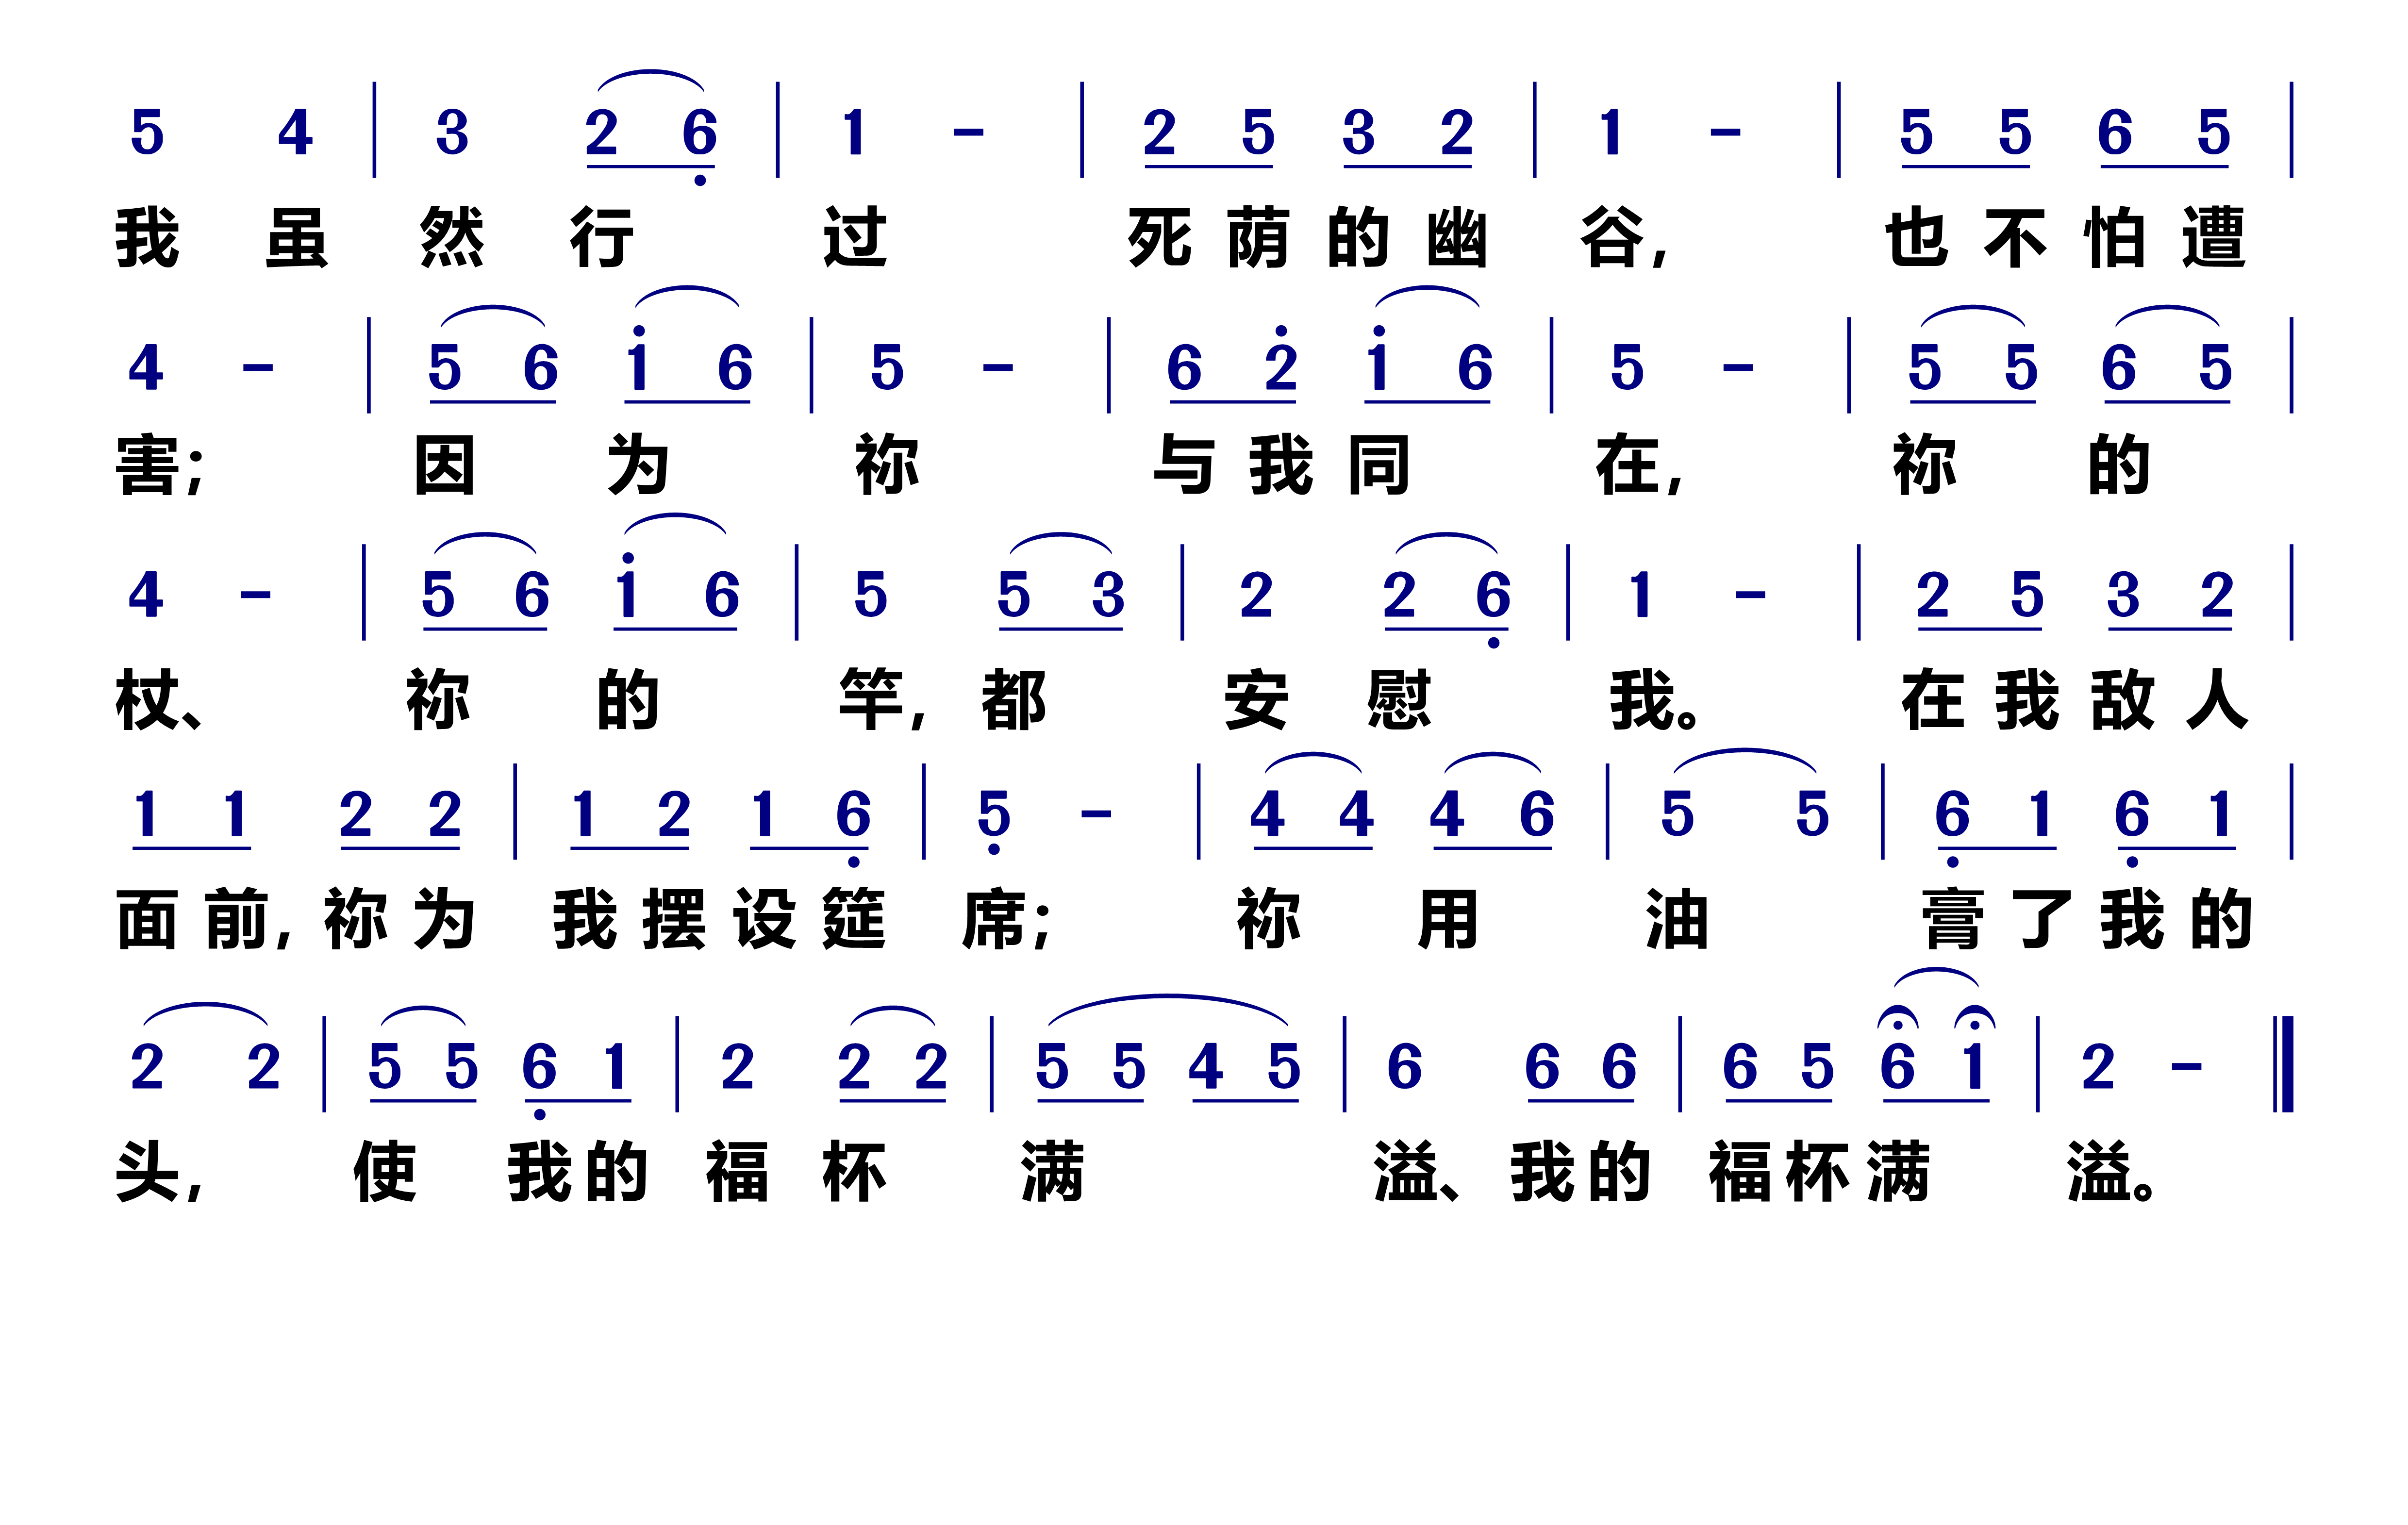 5 4 | 3 2 6̣ | 1 - | 2 5 3 2 | 1 - | 5 5 6 5 |
我 虽 然 行 过 死 荫 的 幽 谷, 也 不 怕 遭
4 - | 5 6 1̇ 6 | 5 - | 6 2̇ 1̇ 6 | 5 - | 5 5 6 5 |
害; 因 为 祢 与 我 同 在, 祢 的
4 - | 5 6 1̇ 6 | 5 5 3 | 2 2 6̣ | 1 - | 2 5 3 2 |
杖、 祢 的 竿, 都 安 慰 我。 在 我 敌 人
1 1 2 2 | 1 2 1 6̣ | 5̣ - | 4 4 4 6 | 5 5 | 6̣ 1 6̣ 1 |
面 前, 祢 为 我 摆 设 筵 席; 祢 用 油 膏 了 我 的
2 2 | 5 5 6̣ 1 | 2 2 2 | 5 5 4 5 | 6 6 6 | 6 5 6 1 | 2 - ‖
头, 使 我 的 福 杯 满 溢、 我 的 福 杯 满 溢。